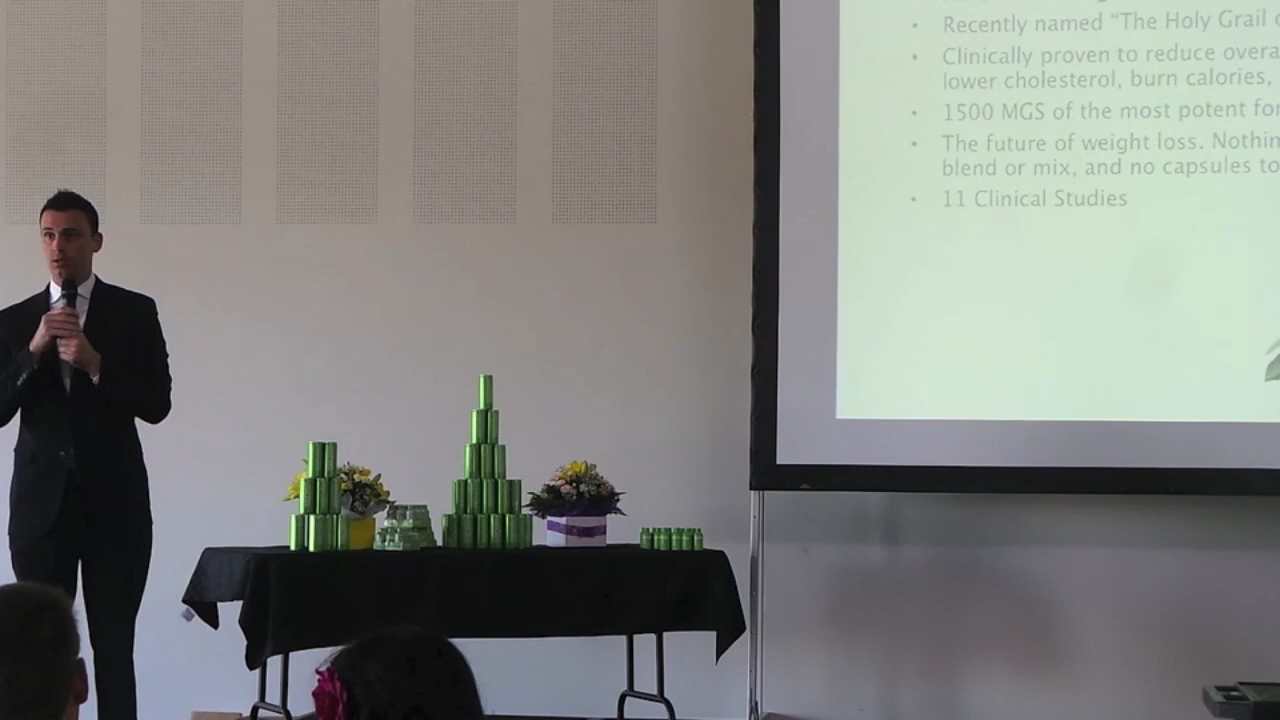 • Recently named “The Holy Grail
• Clinically proven to reduce overa
lower cholesterol, burn calories,
• 1500 MGS of the most potent for
• The future of weight loss. Nothin
blend or mix, and no capsules to
• 11 Clinical Studies